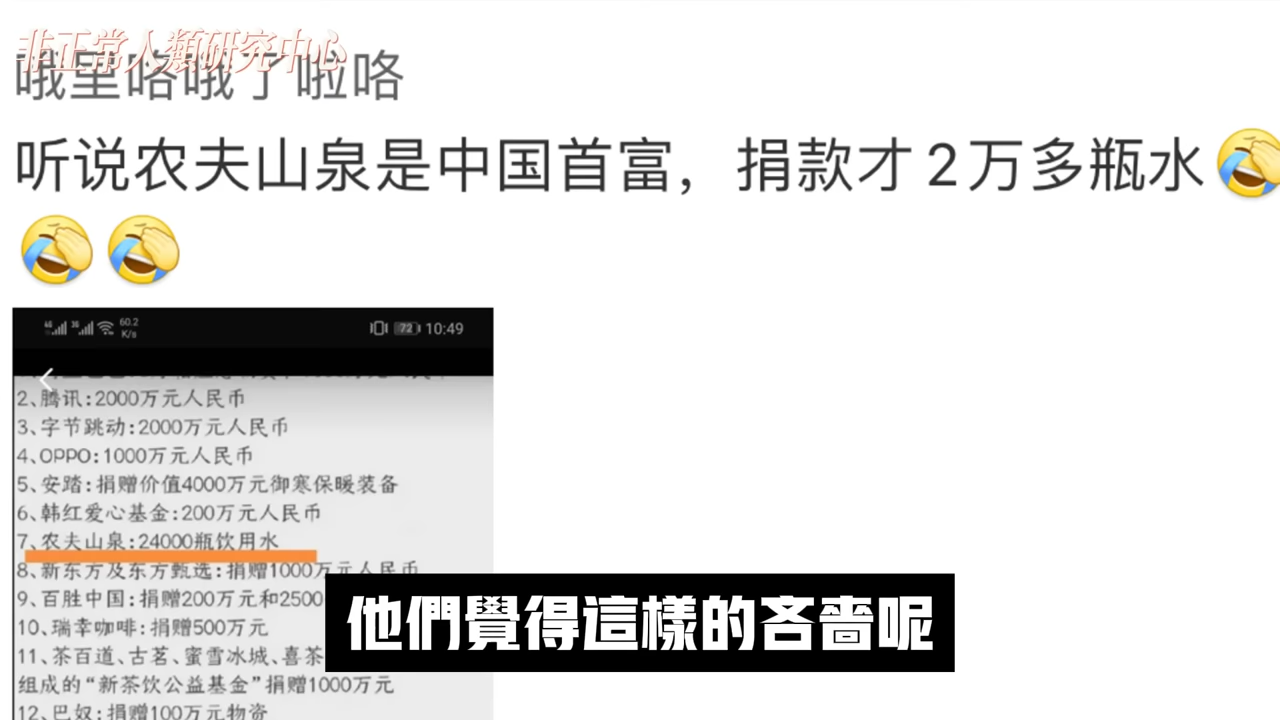 非正常人類研究中心
哦里咯哦了啦咯
听说农夫山泉是中国首富，捐款才2万多瓶水
60.2
K/s
72 10:49
2、腾讯:2000万元人民币
3、字节跳动:2000万元人民币
4、OPPO:1000万元人民币
5、安踏:捐赠价值4000万元御寒保暖装备
6、韩红爱心基金:200万元人民币
7、农夫山泉:24000瓶饮用水
8、新东方及东方甄选:捐赠1000万元人民币
9、百胜中国:捐赠200万元和2500
10、瑞幸咖啡:捐赠500万元
11、茶百道、古茗、蜜雪冰城、喜茶
组成的“新茶饮公益基金”捐赠1000万元
12、巴奴:捐赠100万元物资
他們覺得這樣的吝嗇呢